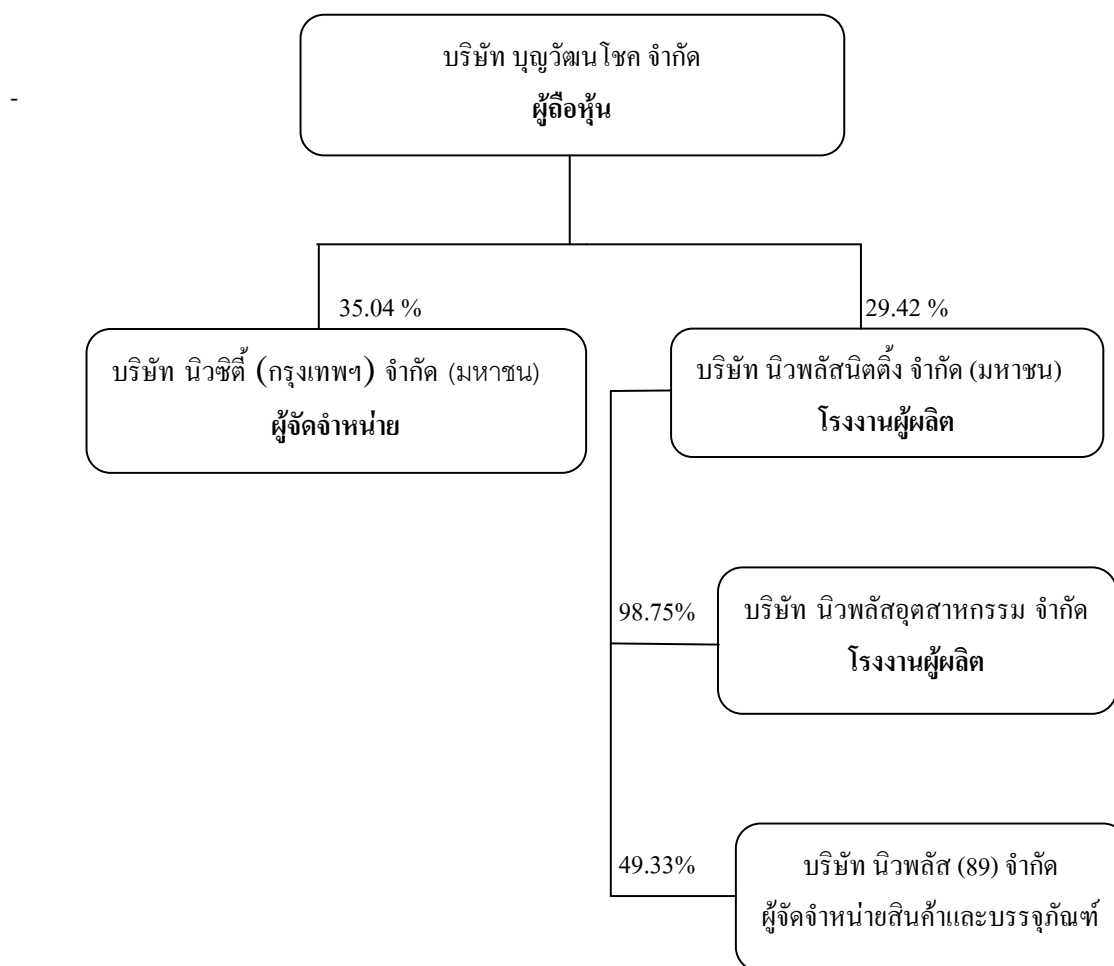 บริษัท บุญวัฒนโชค จำกัด
-
ผู้ถือหุ้น
35.04 %
29.42 %
บริษัท นิวซิตี้ (กรุงเทพฯ) จำกัด (มหาชน)
ผู้จัดจำหน่าย
บริษัท นิวพลัสนิตติ้ง จำกัด (มหาชน)
โรงงานผู้ผลิต
98.75%
บริษัท นิวพลัสอุตสาหกรรม จำกัด
โรงงานผู้ผลิต
49.33%
บริษัท นิวพลัส (89) จำกัด
ผู้จัดจำหน่ายสินค้าและบรรจุภัณฑ์